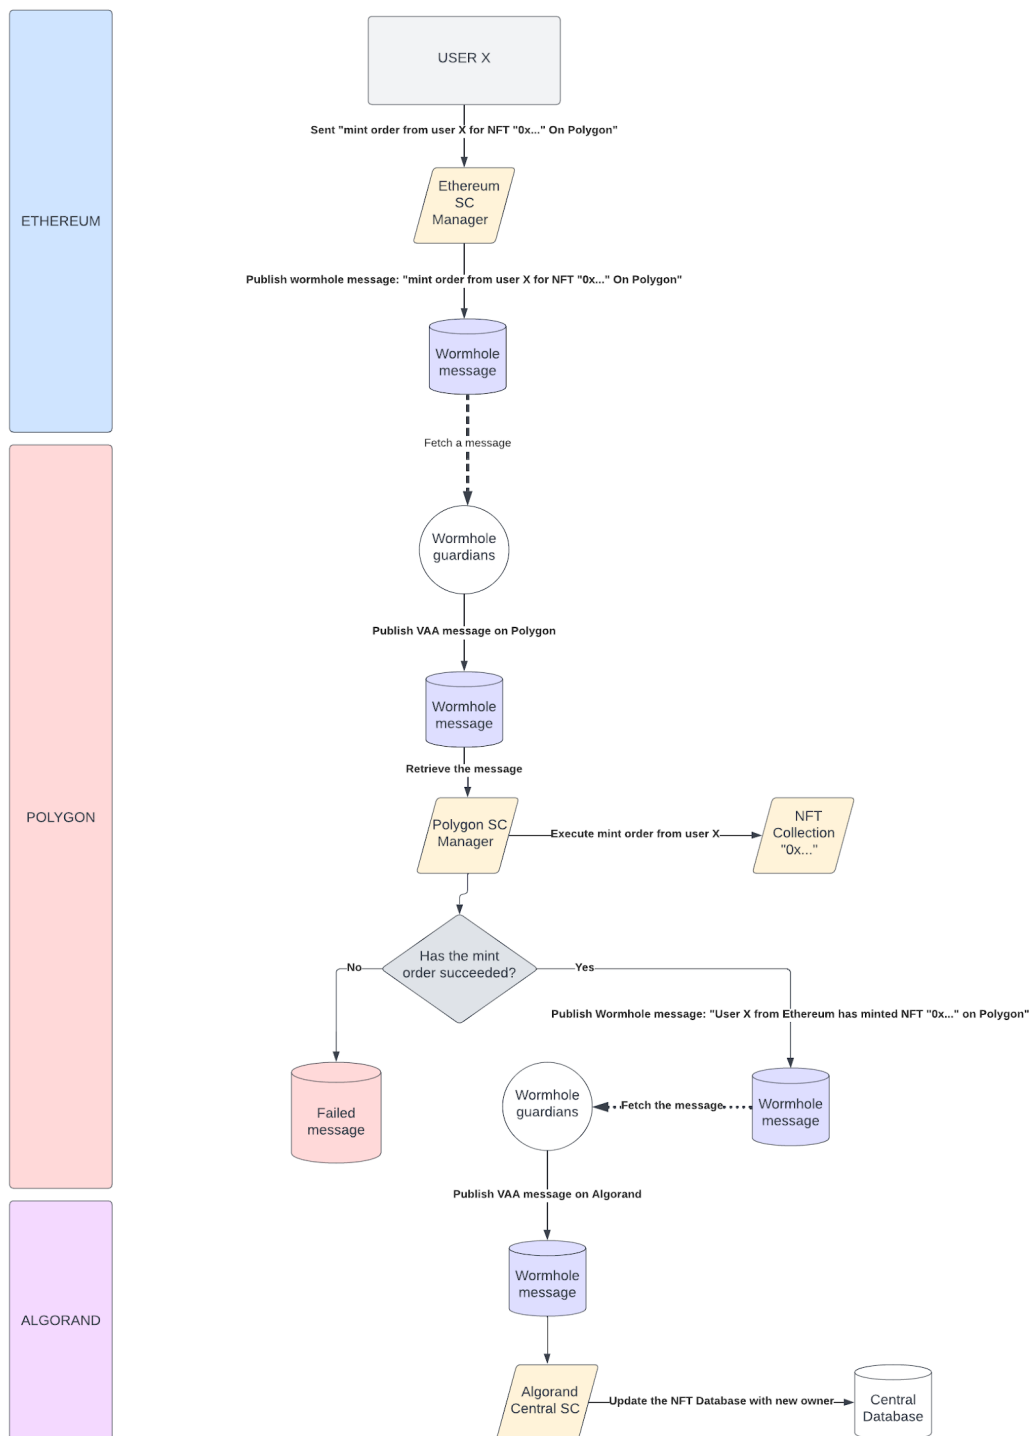 USER X
Sent "mint order from user X for NFT "0x..." On Polygon"
Ethereum
SC
Manager
ETHEREUM
Publish wormhole message: "mint order from user X for NFT "0x..." On Polygon"
Wormhole
message
Fetch a message
Wormhole
guardians
Publish VAA message on Polygon
Wormhole
message
Retrieve the message
POLYGON
Polygon SC
Manager
Execute mint order from user X
NFT
Collection
"0x..."
Has the mint
order succeeded?
No
Yes
Publish Wormhole message: "User X from Ethereum has minted NFT "0x..." on Polygon"
Failed
message
Wormhole
guardians
Fetch the message
Wormhole
message
Publish VAA message on Algorand
Wormhole
message
ALGORAND
Algorand
Central SC
Update the NFT Database with new owner
Central
Database